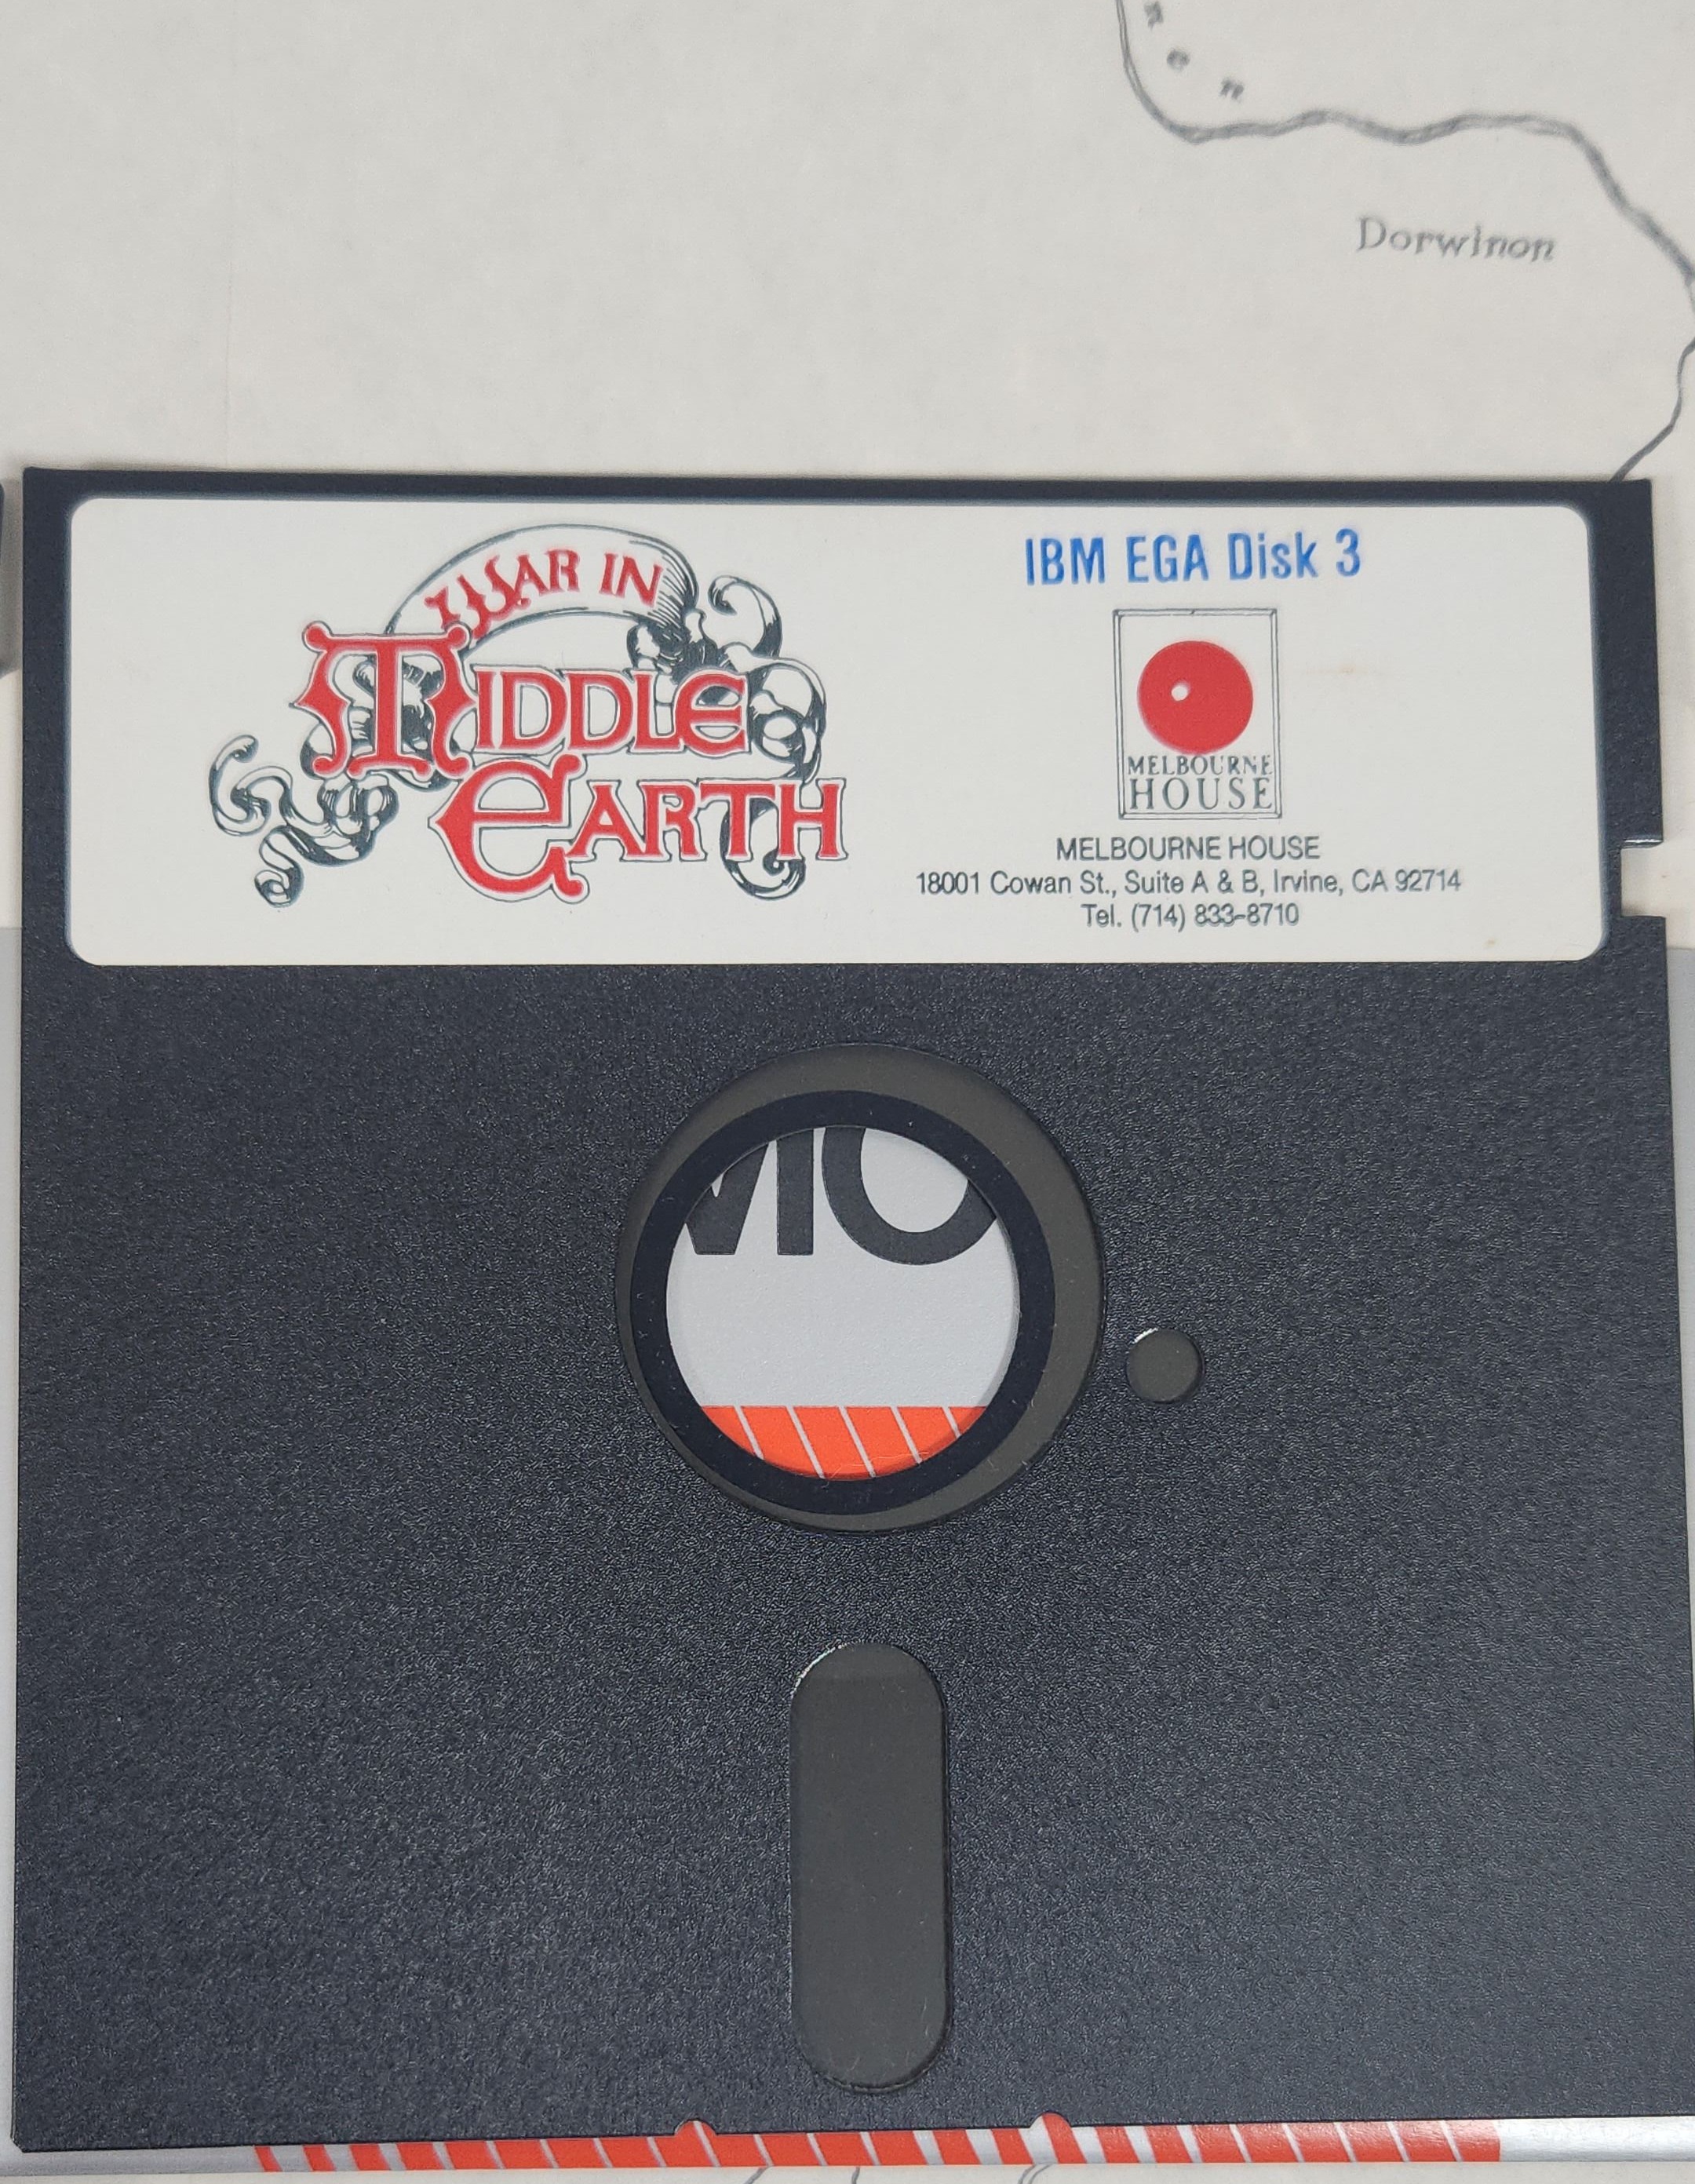 n
e
n
Dorwinon
WAR IN
MIDDLE
EARTH
IBM EGA Disk 3
MELBOURNE
HOUSE
MELBOURNE HOUSE
18001 Cowan St., Suite A & B, Irvine, CA 92714
Tel. (714) 833-8710